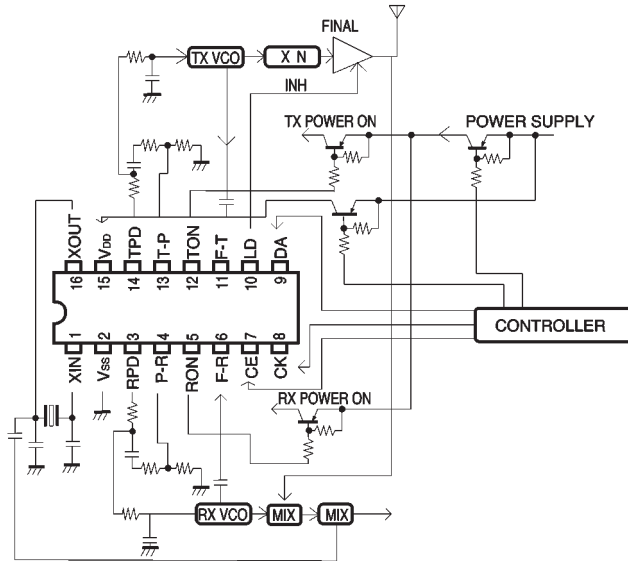 FINAL
TX VCO
X N
INH
TX POWER ON
POWER SUPPLY
XOUT
VDD
TPD
T-P
TON
F-T
LD
DA
16
15
14
13
12
11
10
9
1
2
3
4
5
6
7
8
XIN
VSS
RPD
P-R
RON
F-R
CE
CK
CONTROLLER
RX POWER ON
RX VCO
MIX
MIX